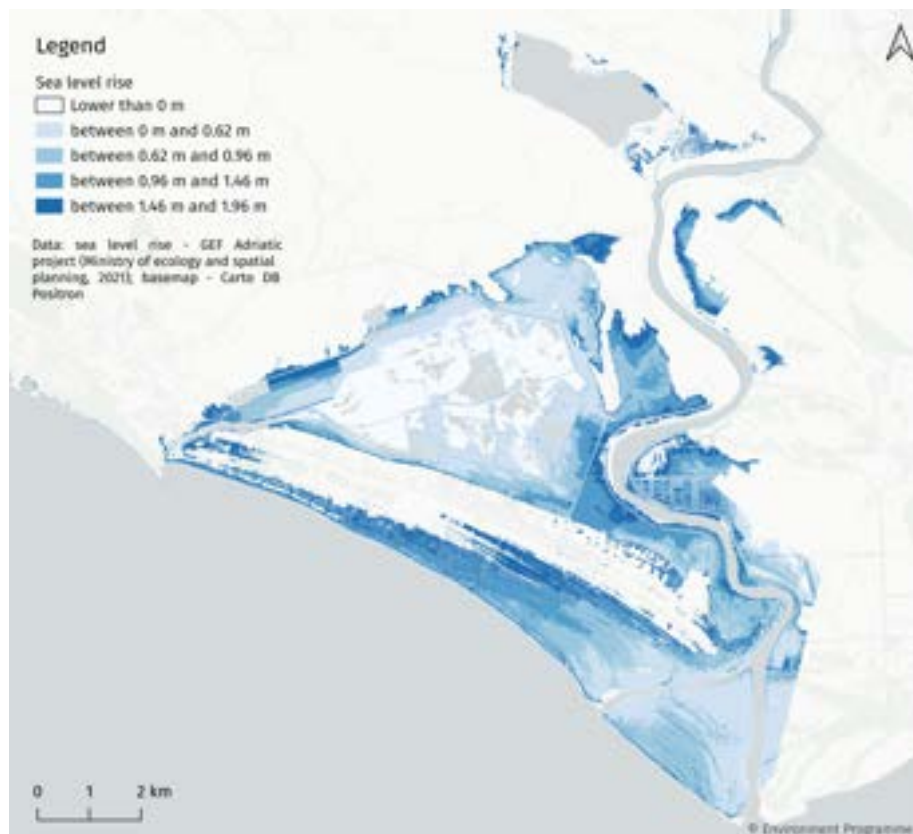 Legend
Sea level rise
Lower than 0 m
between 0 m and 0.62 m
between 0.62 m and 0.96 m
between 0.96 m and 1.46 m
between 1.46 m and 1.96 m
Data: sea level rise - GEF Adriatic
project (Ministry of ecology and spatial
planning, 2021); basemap - Carto DB
Positron
0 1 2 km
© Environment Programme